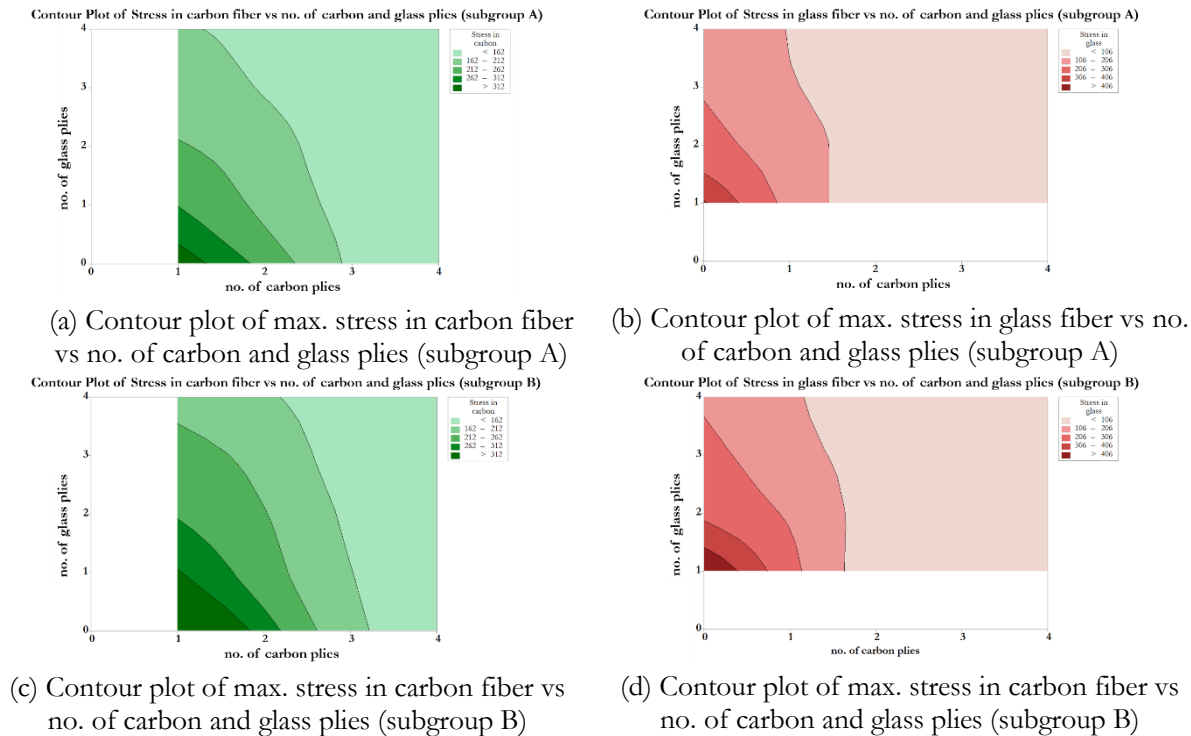 Contour Plot of Stress in carbon fiber vs no. of carbon and glass plies (subgroup A)
Stress in
carbon
< 162
162 – 212
212 – 262
262 – 312
> 312
4
3
2
1
0
no. of glass plies
0 1 2 3 4
no. of carbon plies
(a) Contour plot of max. stress in carbon fiber
vs no. of carbon and glass plies (subgroup A)
Contour Plot of Stress in glass fiber vs no. of carbon and glass plies (subgroup A)
Stress in
glass
< 106
106 – 206
206 – 306
306 – 406
> 406
4
3
2
1
0
no. of glass plies
0 1 2 3 4
no. of carbon plies
(b) Contour plot of max. stress in glass fiber vs no.
of carbon and glass plies (subgroup A)
Contour Plot of Stress in carbon fiber vs no. of carbon and glass plies (subgroup B)
Stress in
carbon
< 162
162 – 212
212 – 262
262 – 312
> 312
4
3
2
1
0
no. of glass plies
0 1 2 3 4
no. of carbon plies
(c) Contour plot of max. stress in carbon fiber vs
no. of carbon and glass plies (subgroup B)
Contour Plot of Stress in glass fiber vs no. of carbon and glass plies (subgroup B)
Stress in
glass
< 106
106 – 206
206 – 306
306 – 406
> 406
4
3
2
1
0
no. of glass plies
0 1 2 3 4
no. of carbon plies
(d) Contour plot of max. stress in carbon fiber vs
no. of carbon and glass plies (subgroup B)